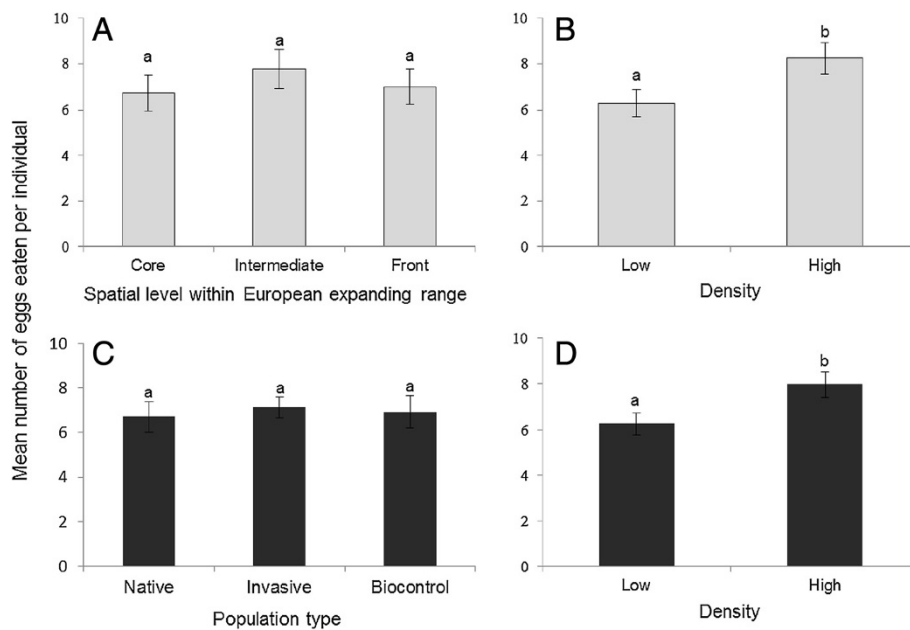 Mean number of eggs eaten per individual
A
10
8
6
4
2
0
a
a
a
Core Intermediate Front
Spatial level within European expanding range
B
10
8
6
4
2
0
a
b
Low High
Density
C
10
8
6
4
2
0
a
a
a
Native Invasive Biocontrol
Population type
D
10
8
6
4
2
0
a
b
Low High
Density